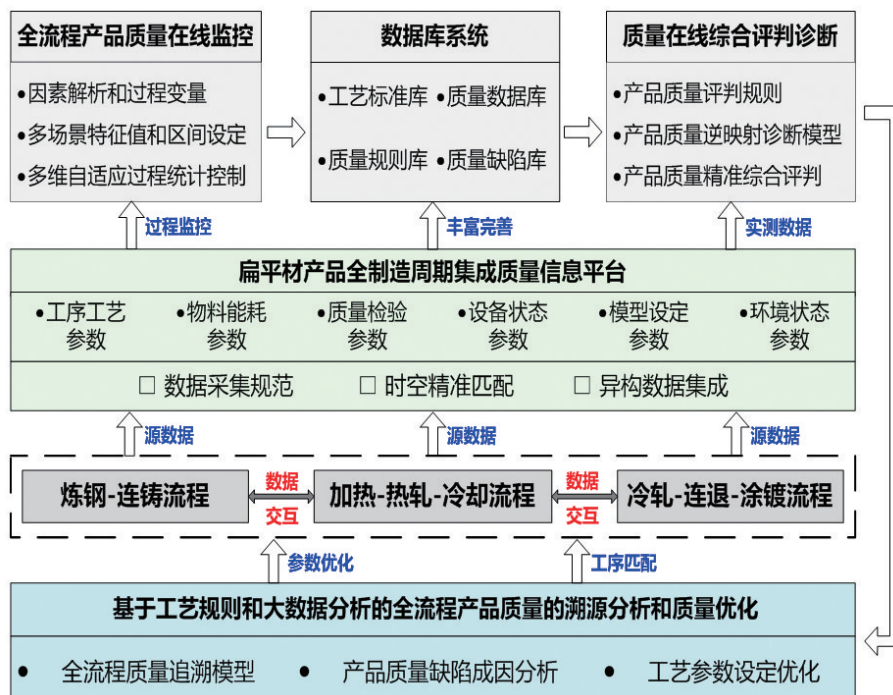 全流程产品质量在线监控
•因素解析和过程变量
•多场景特征值和区间设定
•多维自适应过程统计控制
数据库系统
•工艺标准库 •质量数据库
•质量规则库 •质量缺陷库
质量在线综合评判诊断
•产品质量评判规则
•产品质量逆映射诊断模型
•产品质量精准综合评判
过程监控
丰富完善
实测数据
扁平材产品全制造周期集成质量信息平台
•工序工艺参数
•物料能耗参数
•质量检验参数
•设备状态参数
•模型设定参数
•环境状态参数
□ 数据采集规范 □ 时空精准匹配 □ 异构数据集成
源数据
源数据
源数据
炼钢-连铸流程
数据
交互
加热-热轧-冷却流程
数据
交互
冷轧-连退-涂镀流程
参数优化
工序匹配
基于工艺规则和大数据分析的全流程产品质量的溯源分析和质量优化
• 全流程质量追溯模型 • 产品质量缺陷成因分析 • 工艺参数设定优化